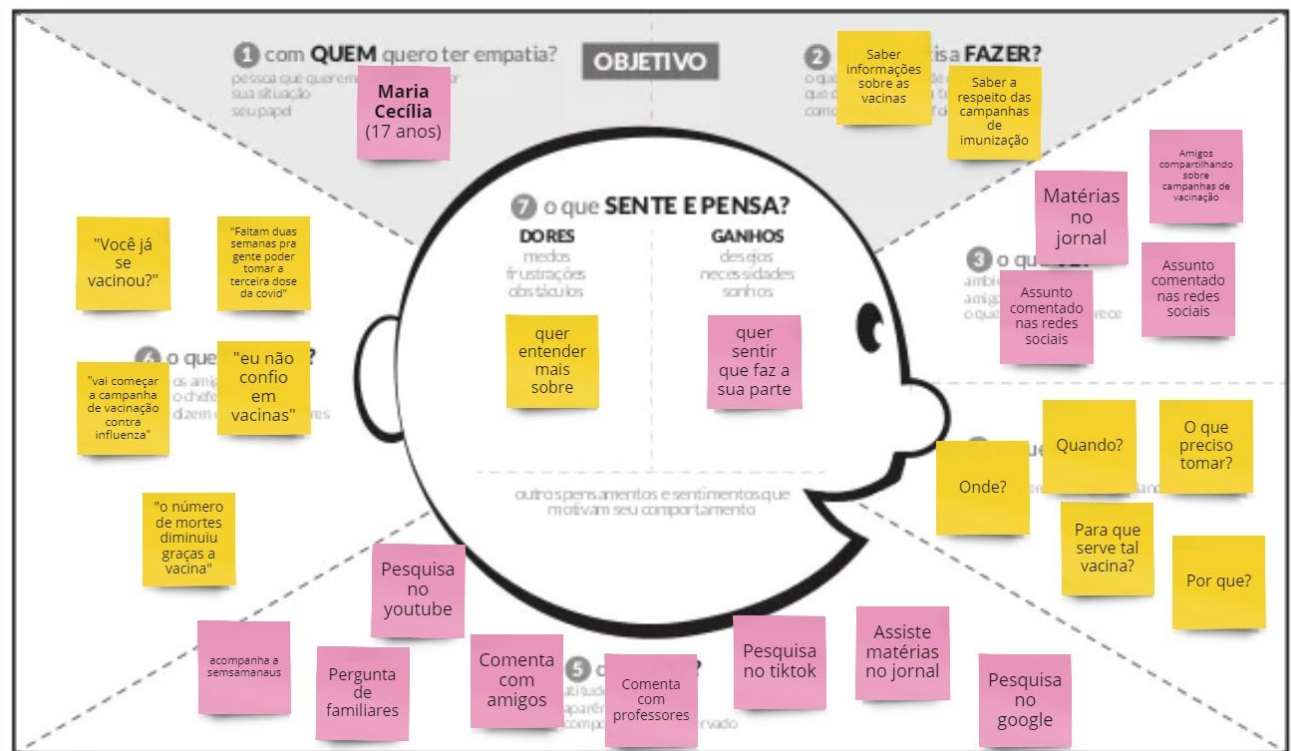 1 com QUEM quero ter empatia?
sua situação
seu papel
Maria
Cecília
(17 anos)
OBJETIVO
2
FAZER?
Saber
informações
sobre as
vacinas
Saber a
respeito das
campanhas
de
imunização
3 o
Matérias
no
jornal
Amigos
compartilhando
sobre
campanhas de
vacinação
Assunto
comentado
nas redes
sociais
Assunto
comentado
nas redes
sociais
Onde?
Quando?
O que
preciso
tomar?
Para que
serve tal
vacina?
Por que?
5
Pesquisa
no
youtube
acompanha a
semsamanaus
Pergunta
de
familiares
Comenta
com
amigos
Comenta
com
professores
Pesquisa
no tiktok
Assiste
matérias
no jornal
Pesquisa
no
google
6 o que
?
"Você já
se
vacinou?"
"Faltam duas
semanas pra
gente poder
tomar a
terceira dose
da covid"
"vai começar
a campanha
de vacinação
contra
influenza"
"eu não
confio
em
vacinas"
"o número
de mortes
diminuiu
graças a
vacina"
7 o que SENTE E PENSA?
DORES
medos
frustrações
obstáculos
quer
entender
mais
sobre
GANHOS
desejos
necessidades
sonhos
quer
sentir
que faz a
sua parte
outros pensamentos e sentimentos que
motivam seu comportamento